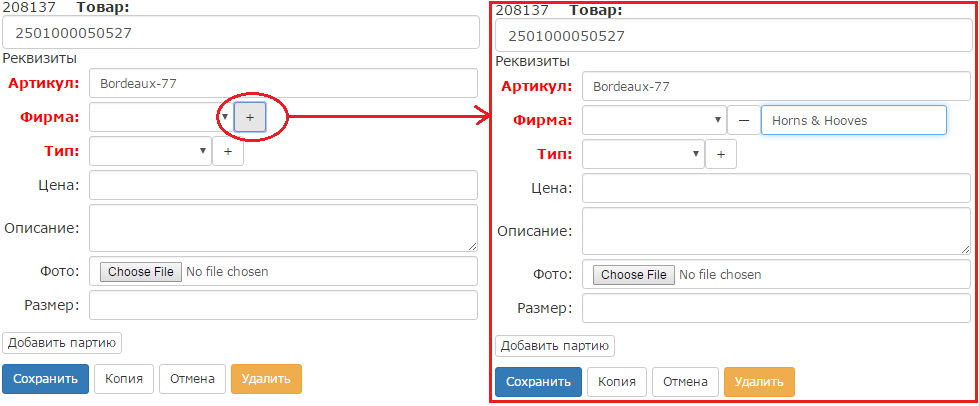 208137 Товар:
2501000050527
Реквизиты
Артикул: Bordeaux-77
Фирма: +
Тип: +
Цена:
Описание:
Фото: Choose File No file chosen
Размер:
Добавить партию
Сохранить Копия Отмена Удалить
208137 Товар:
2501000050527
Реквизиты
Артикул: Bordeaux-77
Фирма: — Horns & Hooves
Тип: +
Цена:
Описание:
Фото: Choose File No file chosen
Размер:
Добавить партию
Сохранить Копия Отмена Удалить